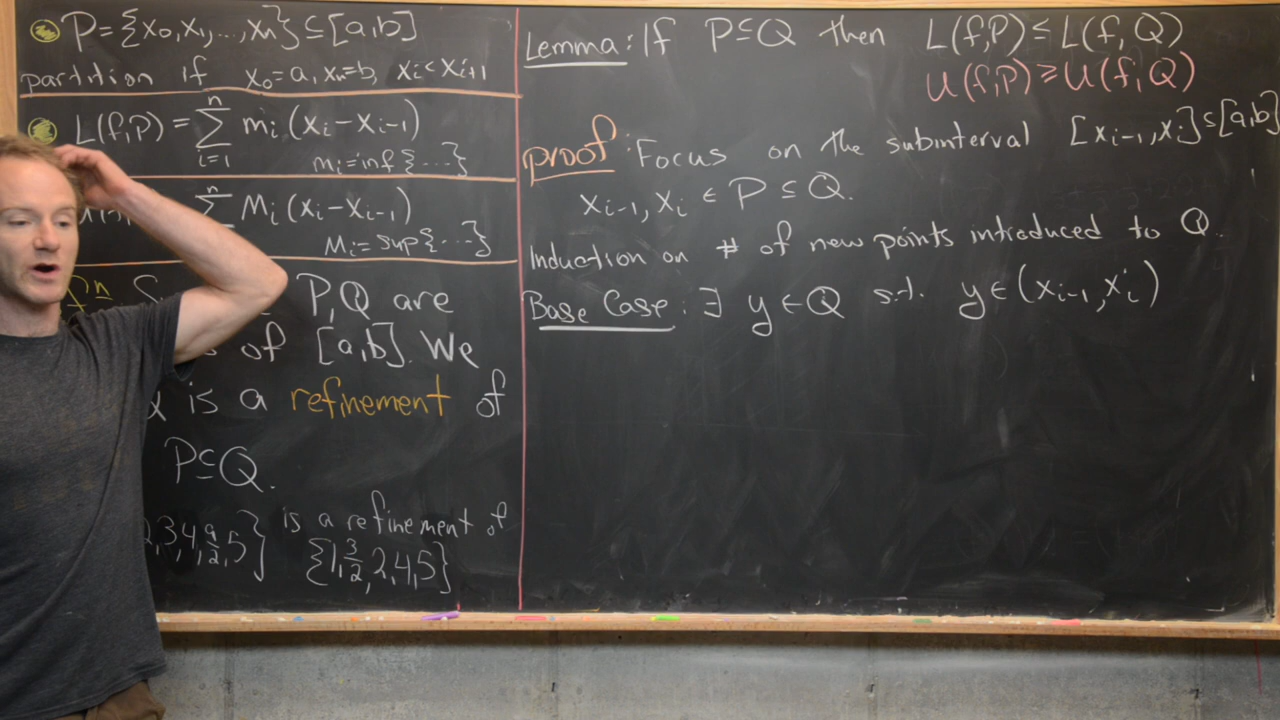 P={x₀,x₁,...,xₙ}⊆[a,b]
partition if x₀=a, xₙ=b, xᵢ<xᵢ₊₁
L(f,P) = ∑ᵢ₌₁ⁿ mᵢ(xᵢ-xᵢ₋₁)
mᵢ=inf{...}
∑ Mᵢ(xᵢ-xᵢ₋₁)
Mᵢ=sup{...}
P,Q are
of [a,b]. We
is a refinement of
P⊆Q.
,3,4,9/2,5} is a refinement of
{1,3/2,2,4,5}
Lemma: If P⊆Q then L(f,P) ≤ L(f,Q)
U(f,P) ≥ U(f,Q)
proof: Focus on the subinterval [xᵢ₋₁,xᵢ]⊆[a,b]
xᵢ₋₁, xᵢ ∈ P ⊆ Q.
Induction on # of new points introduced to Q.
Base Case: ∃ y∈Q s.t. y∈(xᵢ₋₁,xᵢ)